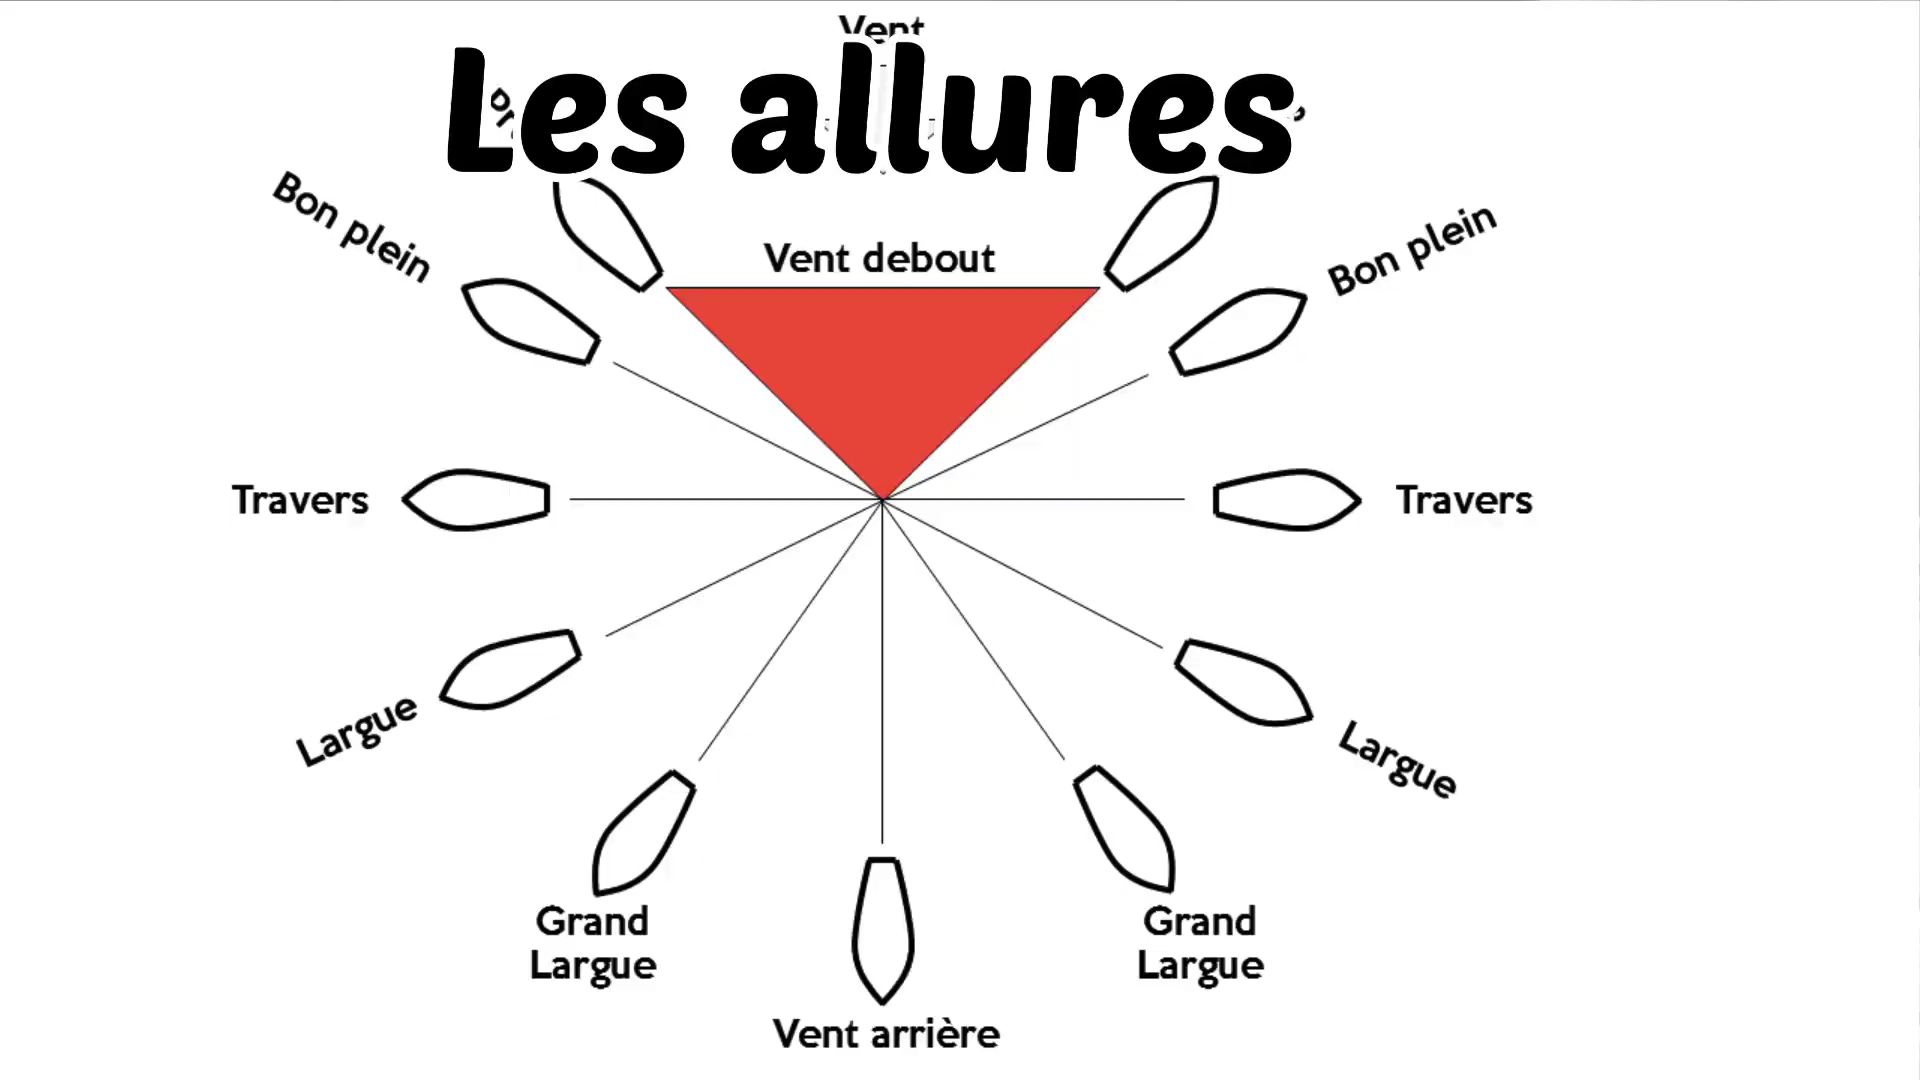 Vent
Les allures
Bon plein
Bon plein
Vent debout
Travers
Travers
Largue
Largue
Grand
Largue
Grand
Largue
Vent arrière